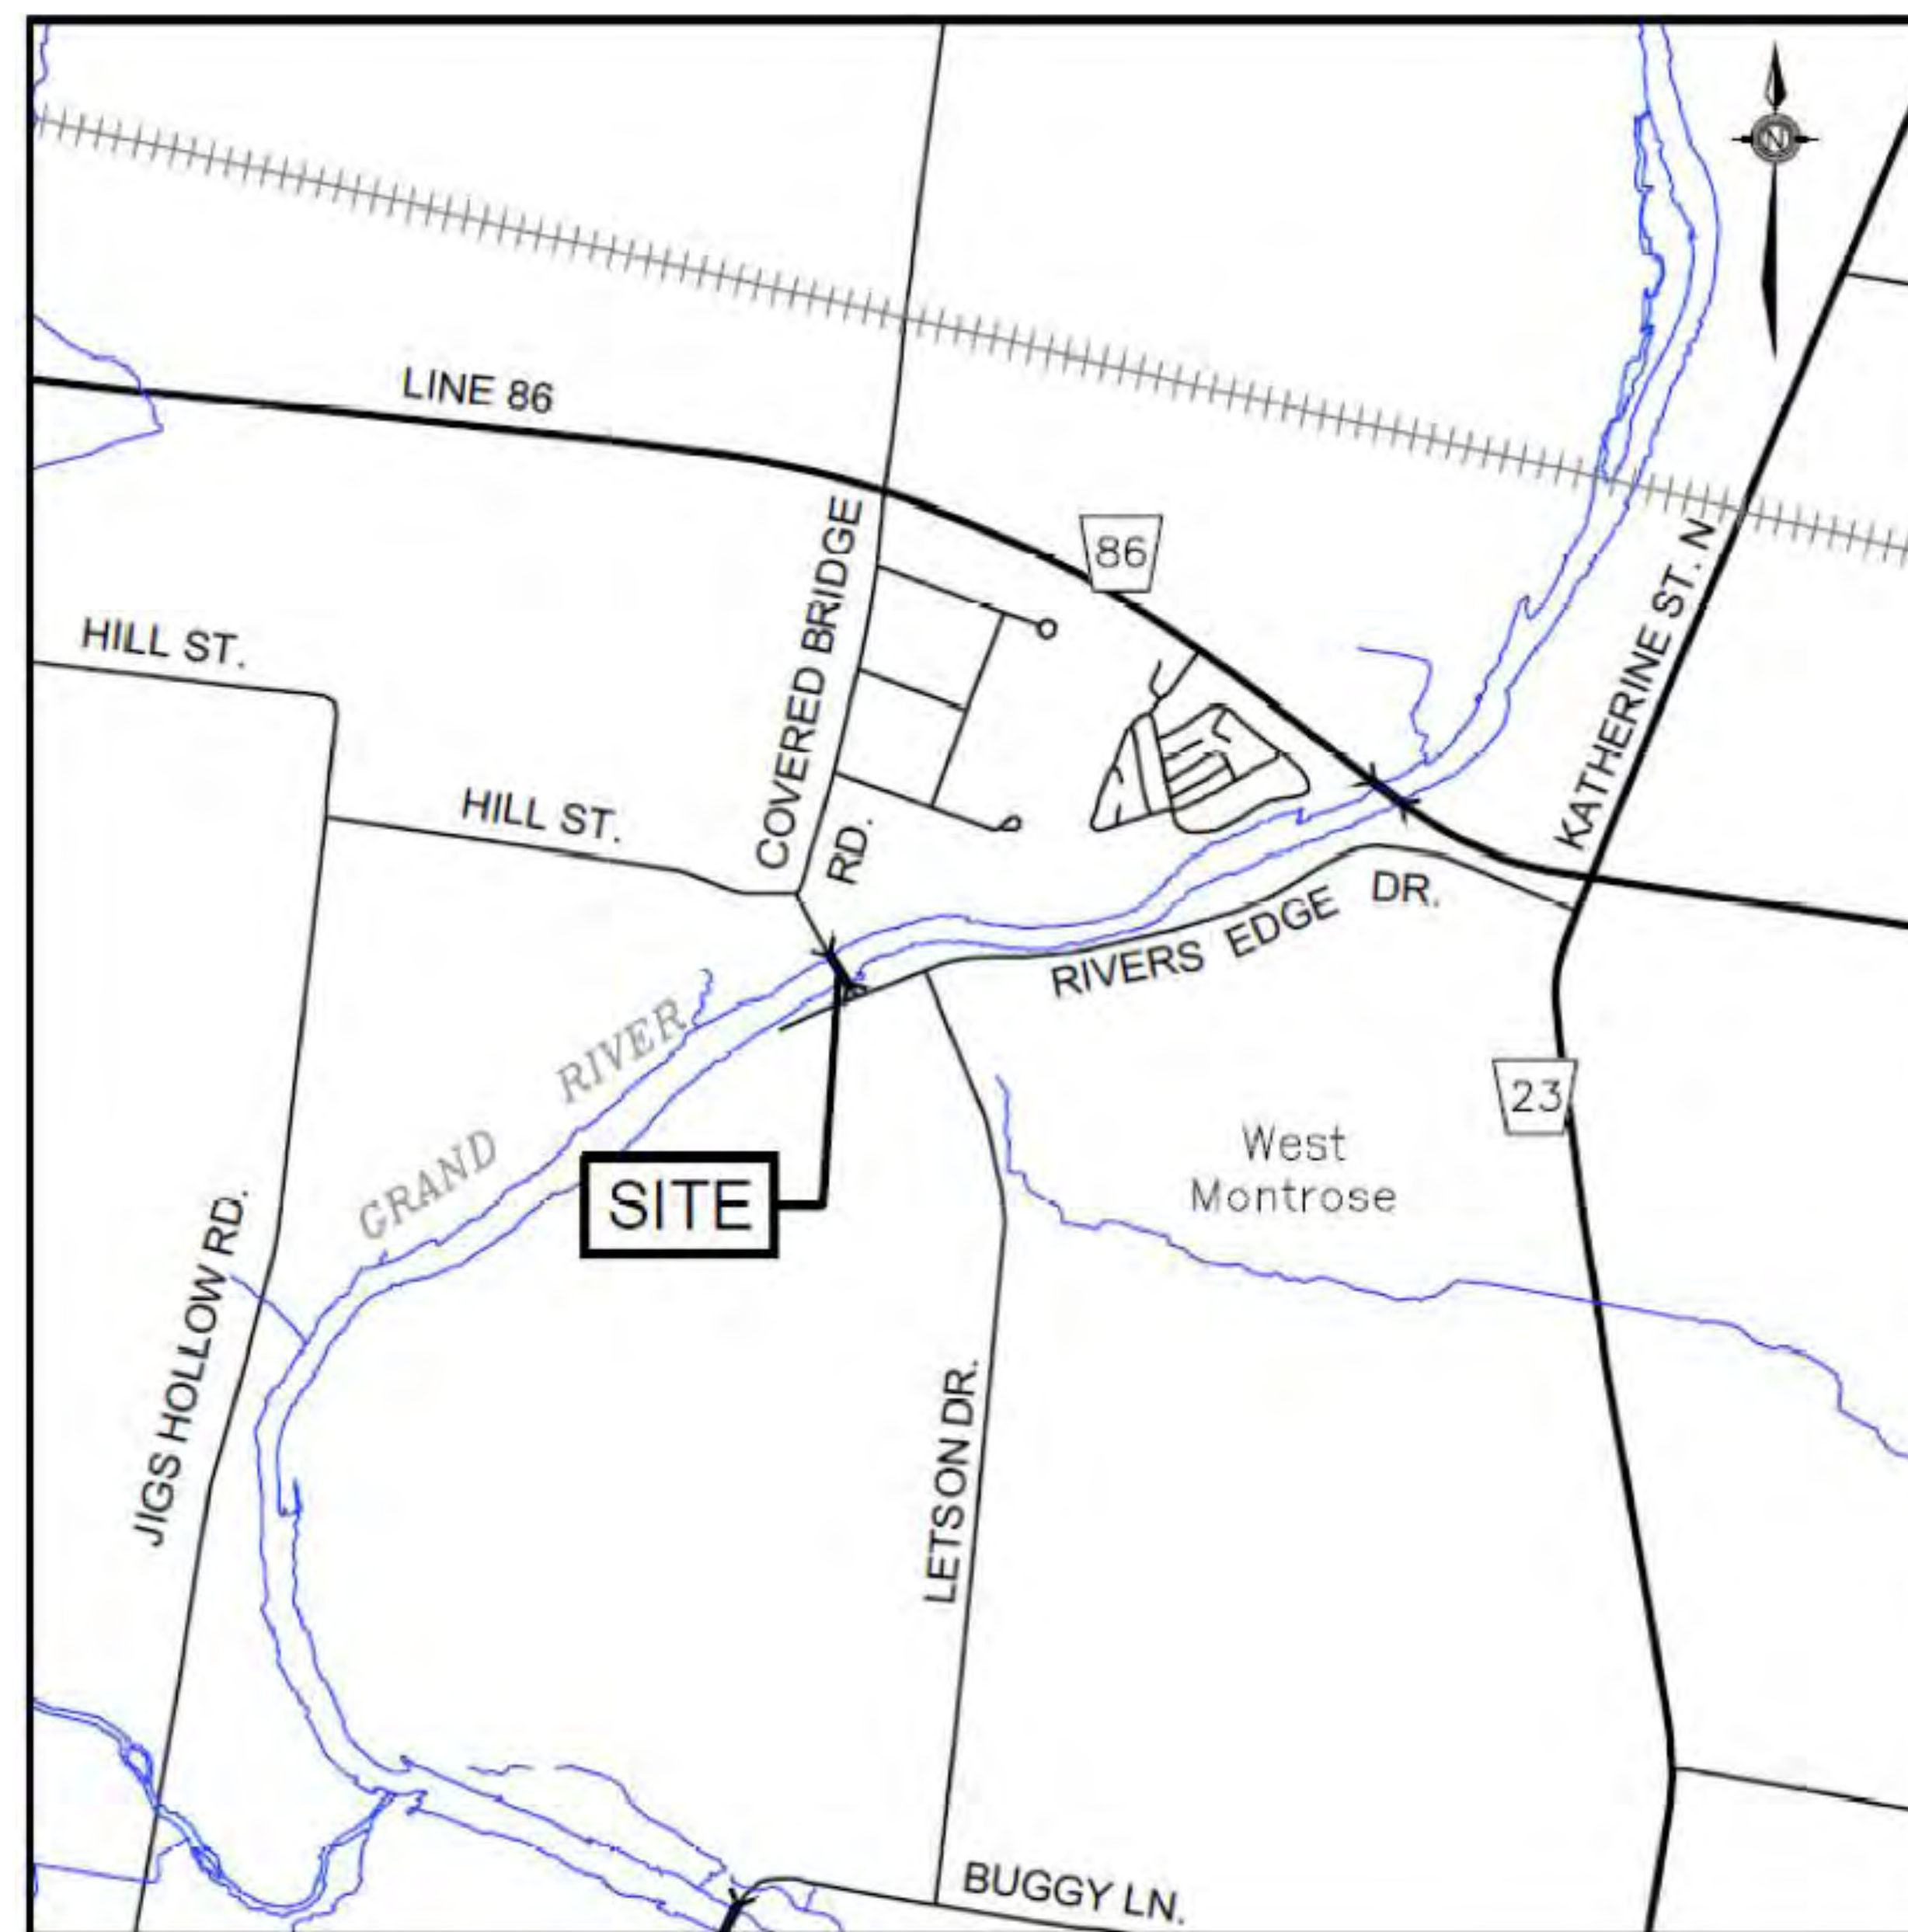 N
LINE 86
86
HILL ST.
COVERED BRIDGE
RD.
KATHERINE ST. N
HILL ST.
RIVERS EDGE DR.
GRAND RIVER
23
West
Montrose
SITE
JIGS HOLLOW RD.
LETSON DR.
BUGGY LN.